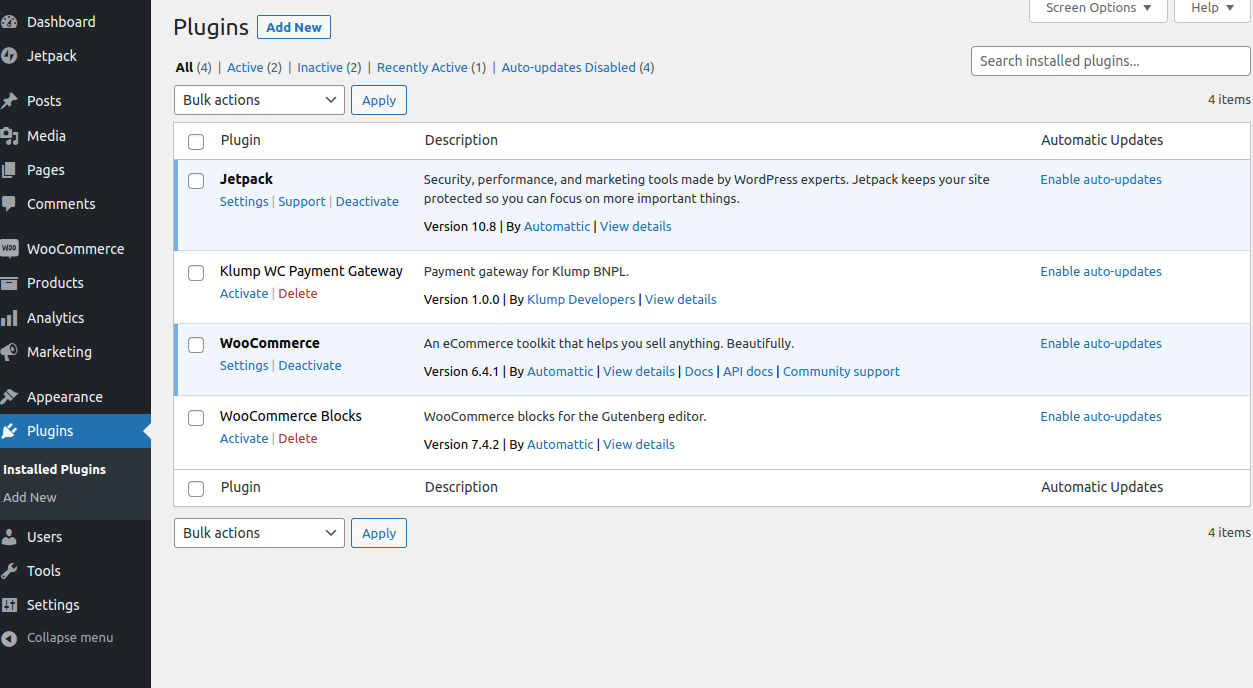 Dashboard
Jetpack
Posts
Media
Pages
Comments
WooCommerce
Products
Analytics
Marketing
Appearance
Plugins
Installed Plugins
Add New
Users
Tools
Settings
Collapse menu
Screen Options ▼
Help ▼
Plugins Add New
All (4) | Active (2) | Inactive (2) | Recently Active (1) | Auto-updates Disabled (4)
Search installed plugins...
Bulk actions Apply
4 items
Plugin Description Automatic Updates
Jetpack
Settings | Support | Deactivate
Security, performance, and marketing tools made by WordPress experts. Jetpack keeps your site
protected so you can focus on more important things.
Version 10.8 | By Automattic | View details
Enable auto-updates
Klump WC Payment Gateway
Activate | Delete
Payment gateway for Klump BNPL.
Version 1.0.0 | By Klump Developers | View details
Enable auto-updates
WooCommerce
Settings | Deactivate
An eCommerce toolkit that helps you sell anything. Beautifully.
Version 6.4.1 | By Automattic | View details | Docs | API docs | Community support
Enable auto-updates
WooCommerce Blocks
Activate | Delete
WooCommerce blocks for the Gutenberg editor.
Version 7.4.2 | By Automattic | View details
Enable auto-updates
Plugin Description Automatic Updates
Bulk actions Apply
4 items